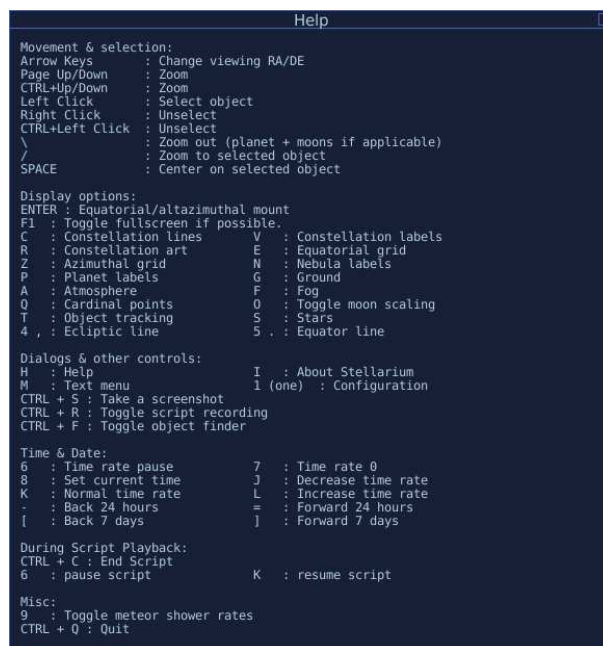 Help
Movement & selection:
Arrow Keys : Change viewing RA/DE
Page Up/Down : Zoom
CTRL+Up/Down : Zoom
Left Click : Select object
Right Click : Unselect
CTRL+Left Click : Unselect
\ : Zoom out (planet + moons if applicable)
/ : Zoom to selected object
SPACE : Center on selected object
Display options:
ENTER : Equatorial/altazimuthal mount
F1 : Toggle fullscreen if possible.
C : Constellation lines V : Constellation labels
R : Constellation art E : Equatorial grid
Z : Azimuthal grid N : Nebula labels
P : Planet labels G : Ground
A : Atmosphere F : Fog
Q : Cardinal points O : Toggle moon scaling
T : Object tracking S : Stars
4 , : Ecliptic line 5 . : Equator line
Dialogs & other controls:
H : Help I : About Stellarium
M : Text menu 1 (one) : Configuration
CTRL + S : Take a screenshot
CTRL + R : Toggle script recording
CTRL + F : Toggle object finder
Time & Date:
6 : Time rate pause 7 : Time rate 0
8 : Set current time J : Decrease time rate
K : Normal time rate L : Increase time rate
- : Back 24 hours = : Forward 24 hours
[ : Back 7 days ] : Forward 7 days
During Script Playback:
CTRL + C : End Script
6 : pause script K : resume script
Misc:
9 : Toggle meteor shower rates
CTRL + Q : Quit